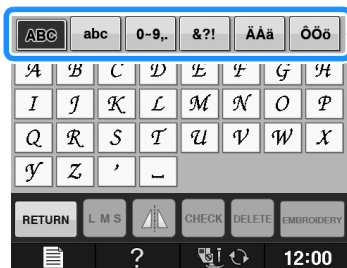 ABC abc 0~9,. &?! ÄÅä ÔÖö
A B C D E F G H
I J K L M N O P
Q R S T U V W X
Y Z ’ ⎵
RETURN L M S CHECK DELETE EMBROIDERY
? 12:00